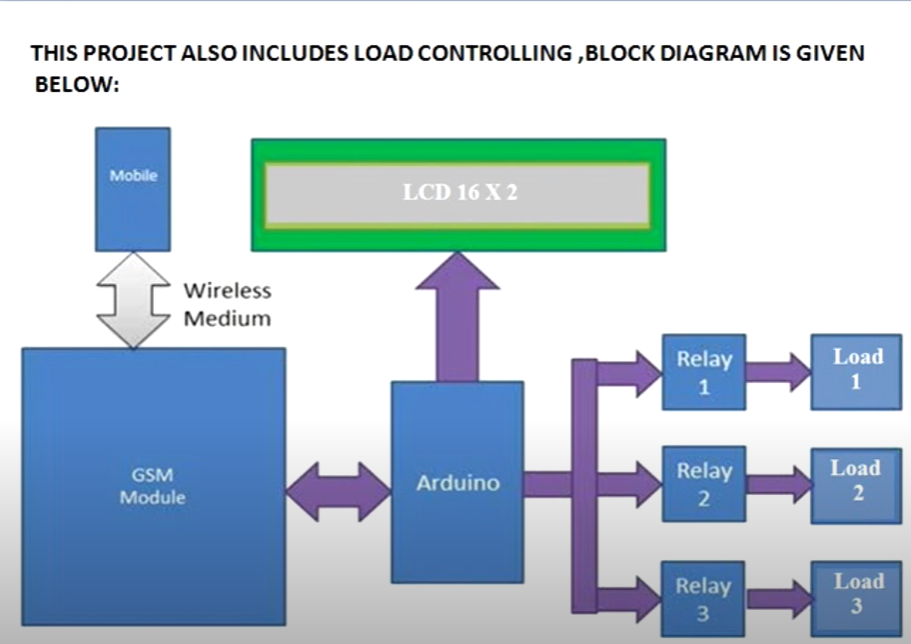 THIS PROJECT ALSO INCLUDES LOAD CONTROLLING ,BLOCK DIAGRAM IS GIVEN
BELOW:
Mobile
LCD 16 X 2
Wireless
Medium
GSM
Module
Arduino
Relay
1
Load
1
Relay
2
Load
2
Relay
3
Load
3